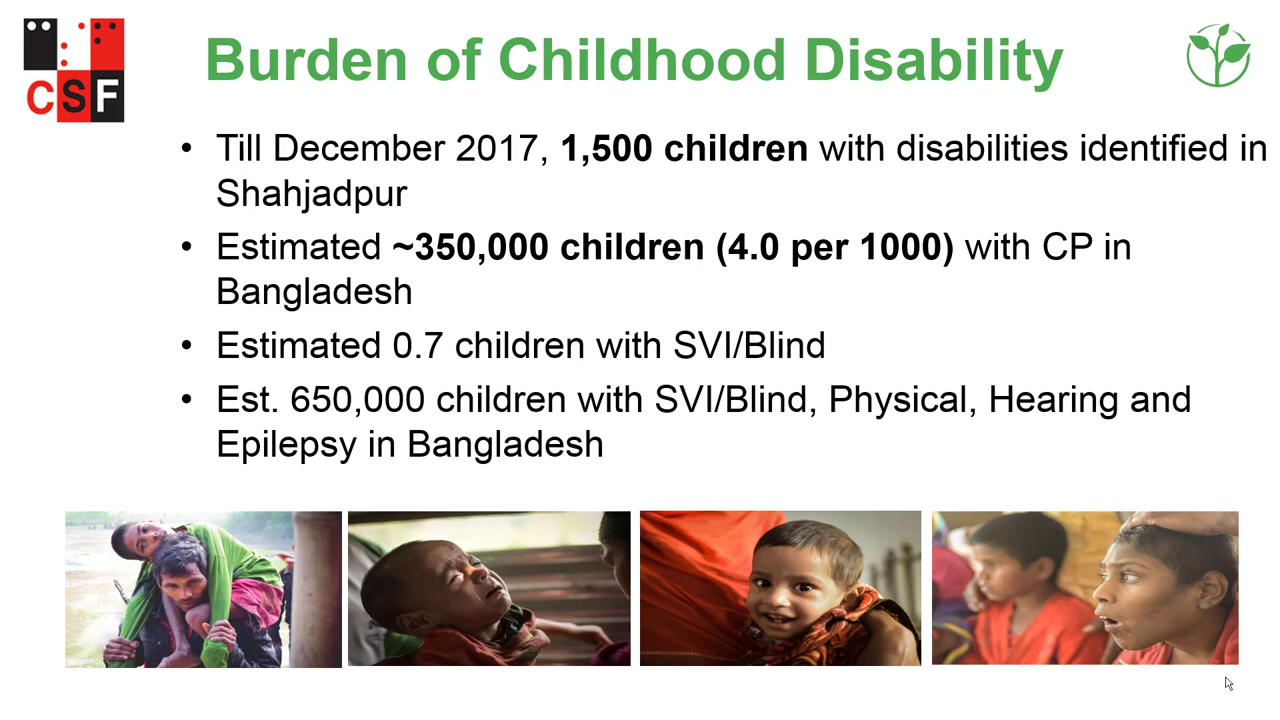 CSF
Burden of Childhood Disability
• Till December 2017, 1,500 children with disabilities identified in
Shahjadpur
• Estimated ~350,000 children (4.0 per 1000) with CP in
Bangladesh
• Estimated 0.7 children with SVI/Blind
• Est. 650,000 children with SVI/Blind, Physical, Hearing and
Epilepsy in Bangladesh